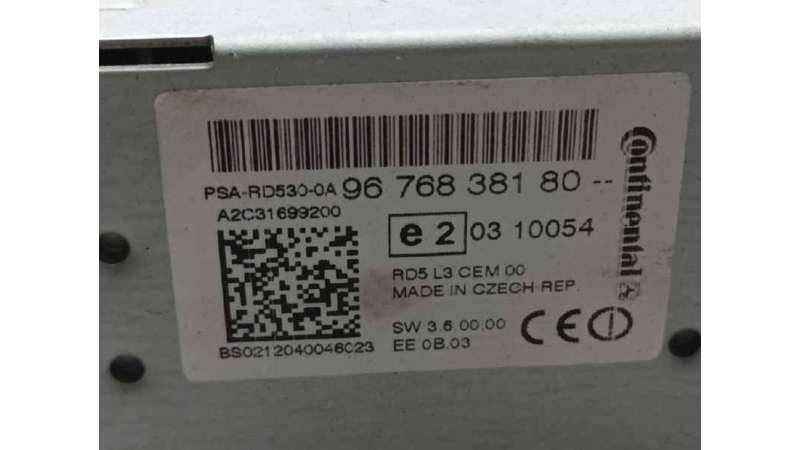 PSA-RD530-0A 96 768 381 80 --
A2C31699200
e 2 03 10054
RD5 L3 CEM 00
MADE IN CZECH REP.
SW 3.6 00.00
EE 0B.03
CE
BS0212040046023
Continental